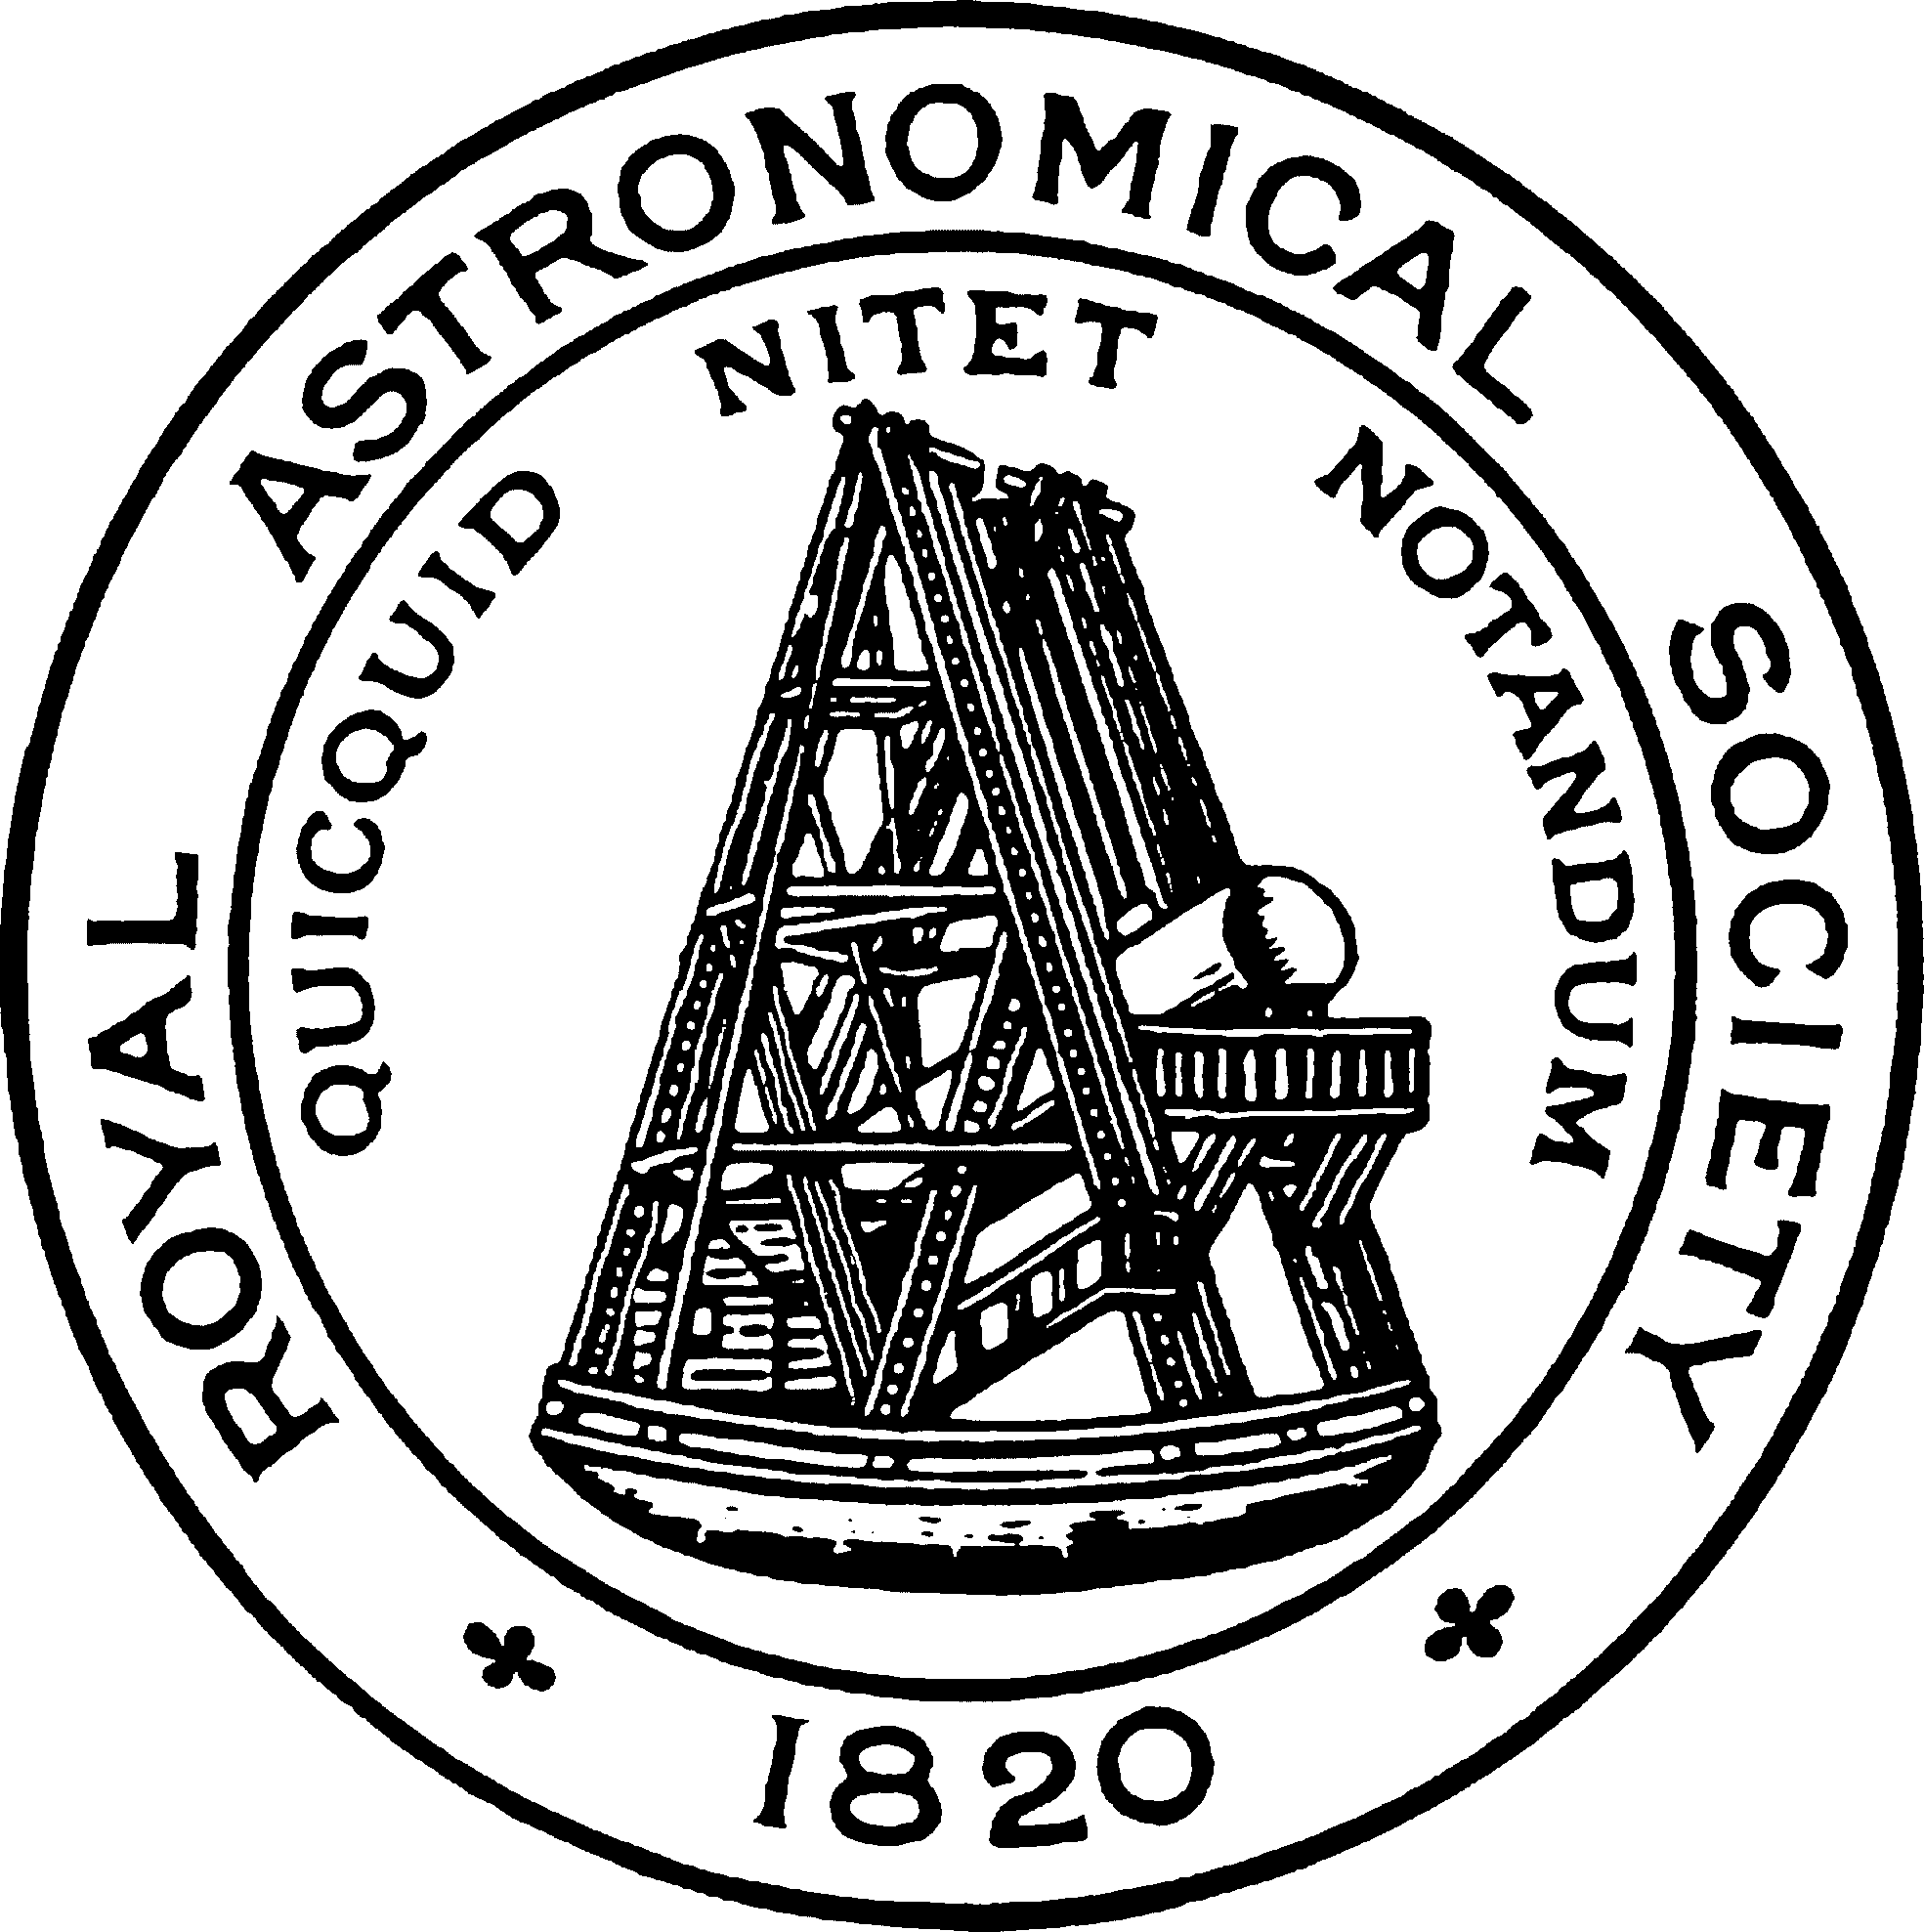 ROYAL ASTRONOMICAL SOCIETY
QUICQUID NITET NOTANDUM
1820